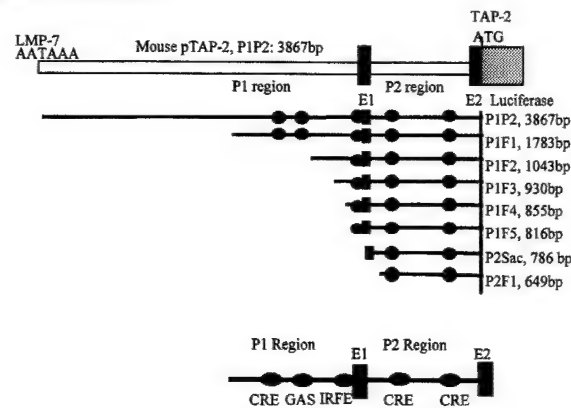 TAP-2
LMP-7
ATG
AATAAA
Mouse pTAP-2, P1P2: 3867bp
P1 region
P2 region
E1
E2
Luciferase
P1P2, 3867bp
P1F1, 1783bp
P1F2, 1043bp
P1F3, 930bp
P1F4, 855bp
P1F5, 816bp
P2Sac, 786 bp
P2F1, 649bp
P1 Region
E1
P2 Region
E2
CRE
GAS
IRFE
CRE
CRE